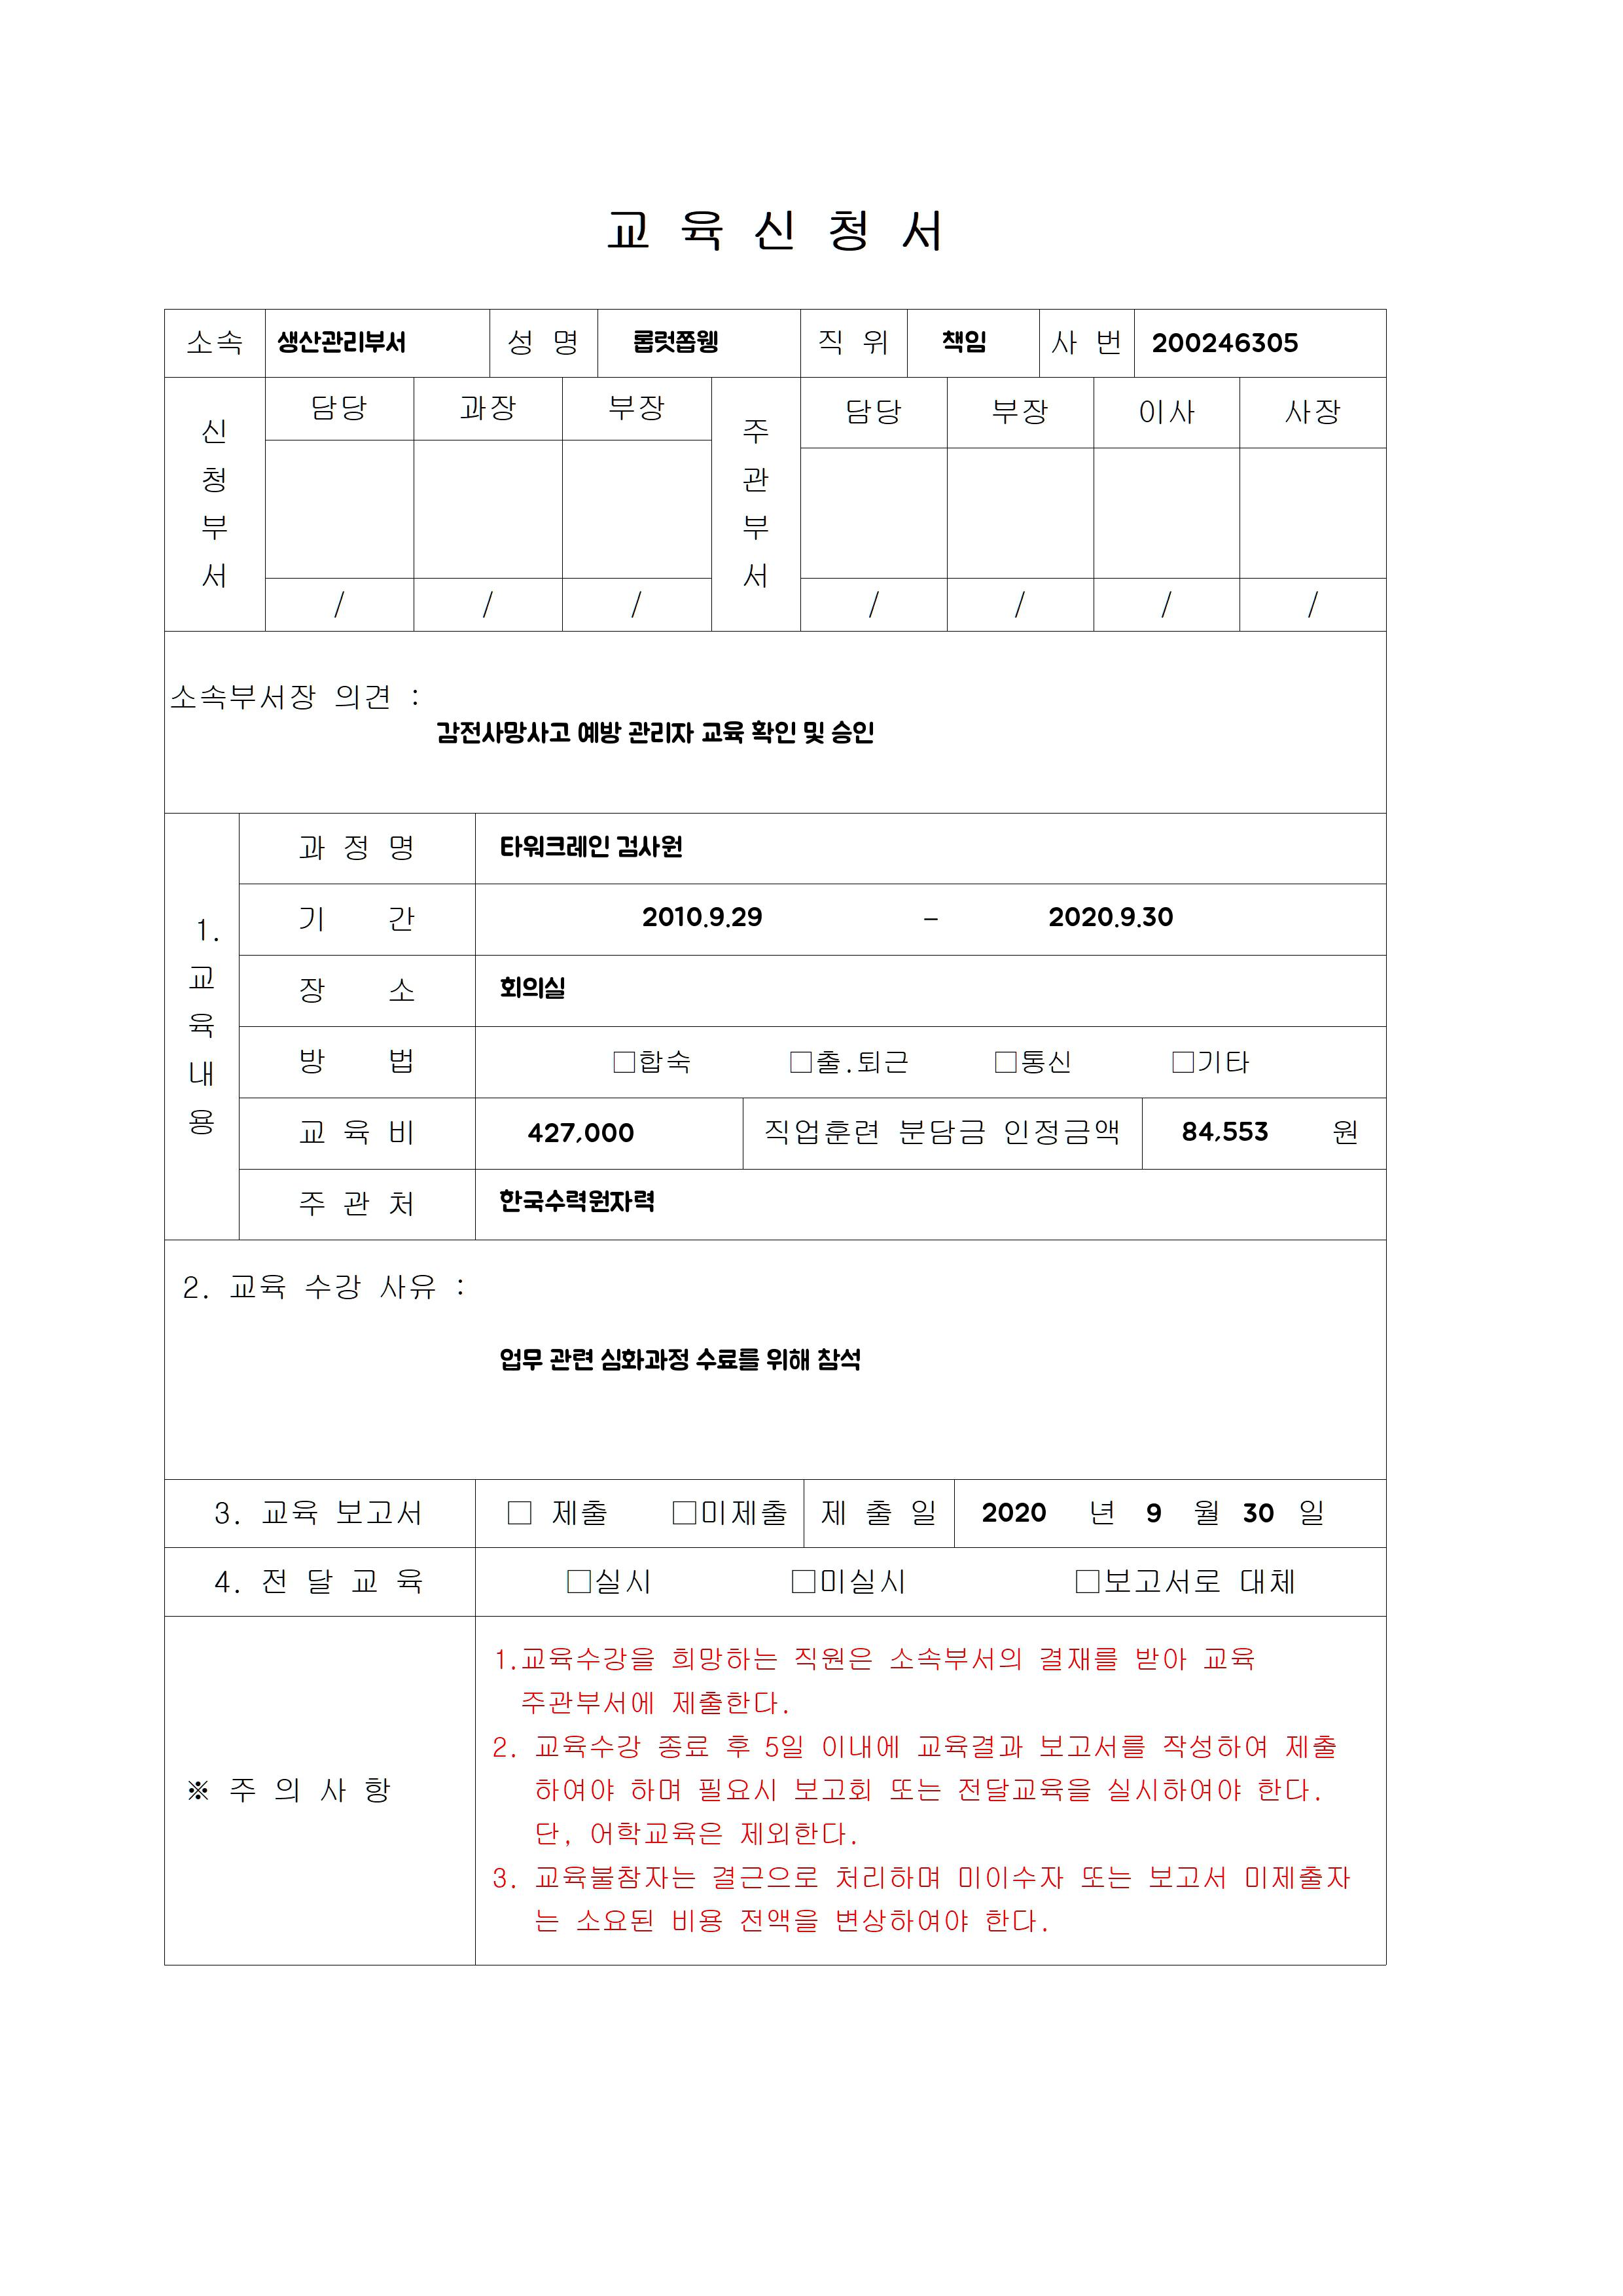 교 육 신 청 서
소속 생산관리부서 성 명 롭럿쫍웽 직 위 책임 사 번 200246305
신청부서 담당 과장 부장 주관부서 담당 부장 이사 사장
/ / / / / / /
소속부서장 의견 :
감전사망사고 예방 관리자 교육 확인 및 승인
1. 교육내용
과 정 명 타워크레인 검사원
기 간 2010.9.29 - 2020.9.30
장 소 회의실
방 법 □합숙 □출.퇴근 □통신 □기타
교 육 비 427,000 직업훈련 분담금 인정금액 84,553 원
주 관 처 한국수력원자력
2. 교육 수강 사유 :
업무 관련 심화과정 수료를 위해 참석
3. 교육 보고서 □ 제출 □미제출 제 출 일 2020 년 9 월 30 일
4. 전 달 교 육 □실시 □미실시 □보고서로 대체
※ 주 의 사 항
1.교육수강을 희망하는 직원은 소속부서의 결재를 받아 교육
주관부서에 제출한다.
2. 교육수강 종료 후 5일 이내에 교육결과 보고서를 작성하여 제출
하여야 하며 필요시 보고회 또는 전달교육을 실시하여야 한다.
단, 어학교육은 제외한다.
3. 교육불참자는 결근으로 처리하며 미이수자 또는 보고서 미제출자
는 소요된 비용 전액을 변상하여야 한다.